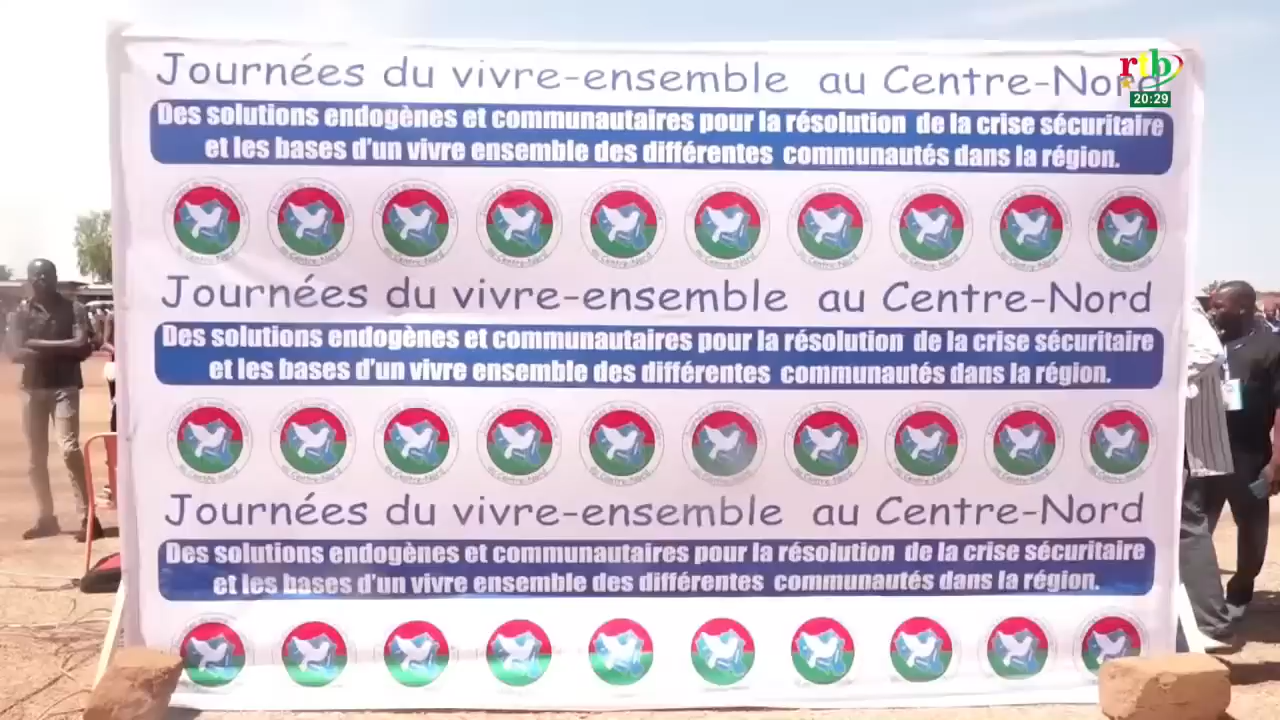 Journées du vivre-ensemble au Centre-Nord
rtb
20:29
Des solutions endogènes et communautaires pour la résolution de la crise sécuritaire
et les bases d'un vivre ensemble des différentes communautés dans la région.
Journées du vivre-ensemble au Centre-Nord
Des solutions endogènes et communautaires pour la résolution de la crise sécuritaire
et les bases d'un vivre ensemble des différentes communautés dans la région.
Journées du vivre-ensemble au Centre-Nord
Des solutions endogènes et communautaires pour la résolution de la crise sécuritaire
et les bases d'un vivre ensemble des différentes communautés dans la région.